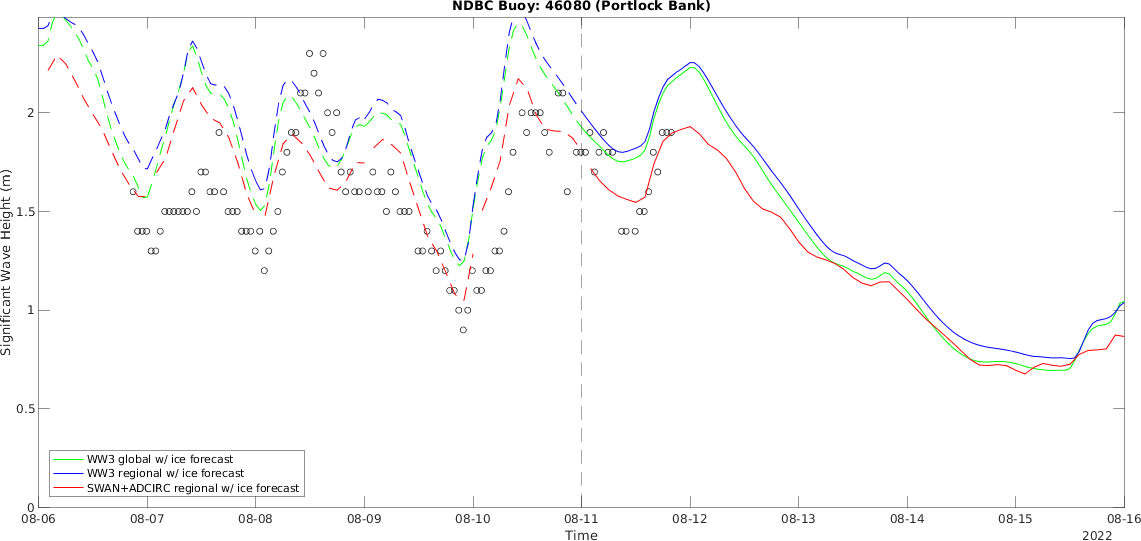 NDBC Buoy: 46080 (Portlock Bank)
2
1.5
1
0.5
0
Significant Wave Height (m)
WW3 global w/ ice forecast
WW3 regional w/ ice forecast
SWAN+ADCIRC regional w/ ice forecast
08-06 08-07 08-08 08-09 08-10 08-11 08-12 08-13 08-14 08-15 08-16
Time
2022